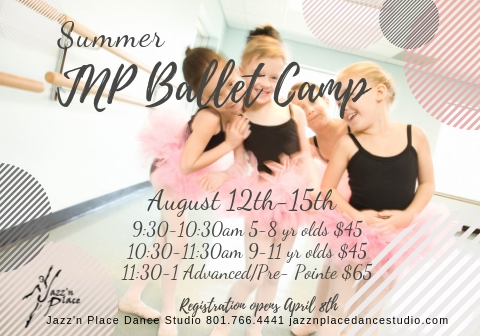 Summer
JNP Ballet Camp
August 12th-15th
9:30-10:30am 5-8 yr olds $45
10:30-11:30am 9-11 yr olds $45
11:30-1 Advanced/Pre- Pointe $65
Registration opens April 8th
Jazz'n
Place
Jazz'n Place Dance Studio 801.766.4441 jazznplacedancestudio.com